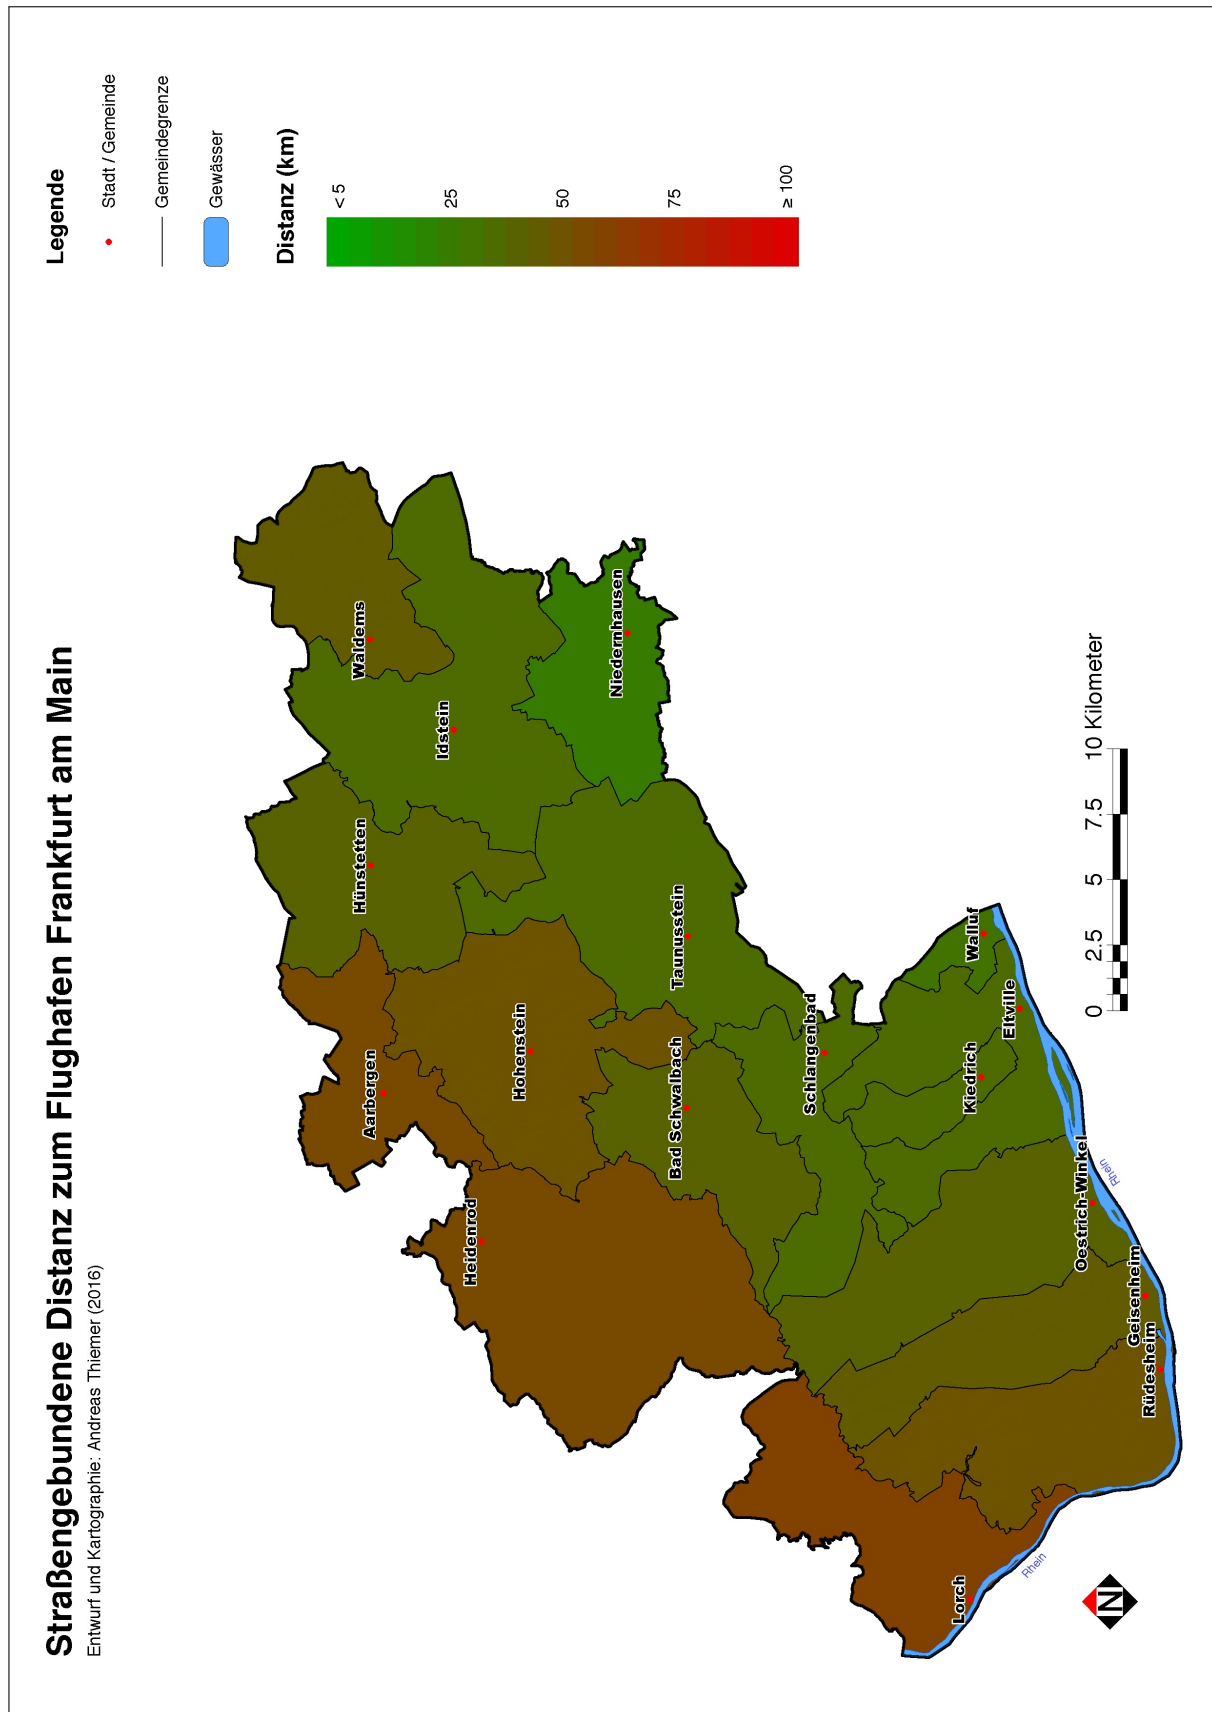 Straßengebundene Distanz zum Flughafen Frankfurt am Main
Entwurf und Kartographie: Andreas Thiemer (2016)
Legende
Stadt / Gemeinde
Gemeindegrenze
Gewässer
Distanz (km)
< 5
25
50
75
≥ 100
Waldems
Hünstetten
Idstein
Aarbergen
Heidenrod
Hohenstein
Niedernhausen
Taunusstein
Bad Schwalbach
Schlangenbad
Walluf
Eltville
Kiedrich
Oestrich-Winkel
Geisenheim
Rüdesheim
Lorch
Rhein
Rhein
N
0 2.5 5 7.5 10 Kilometer